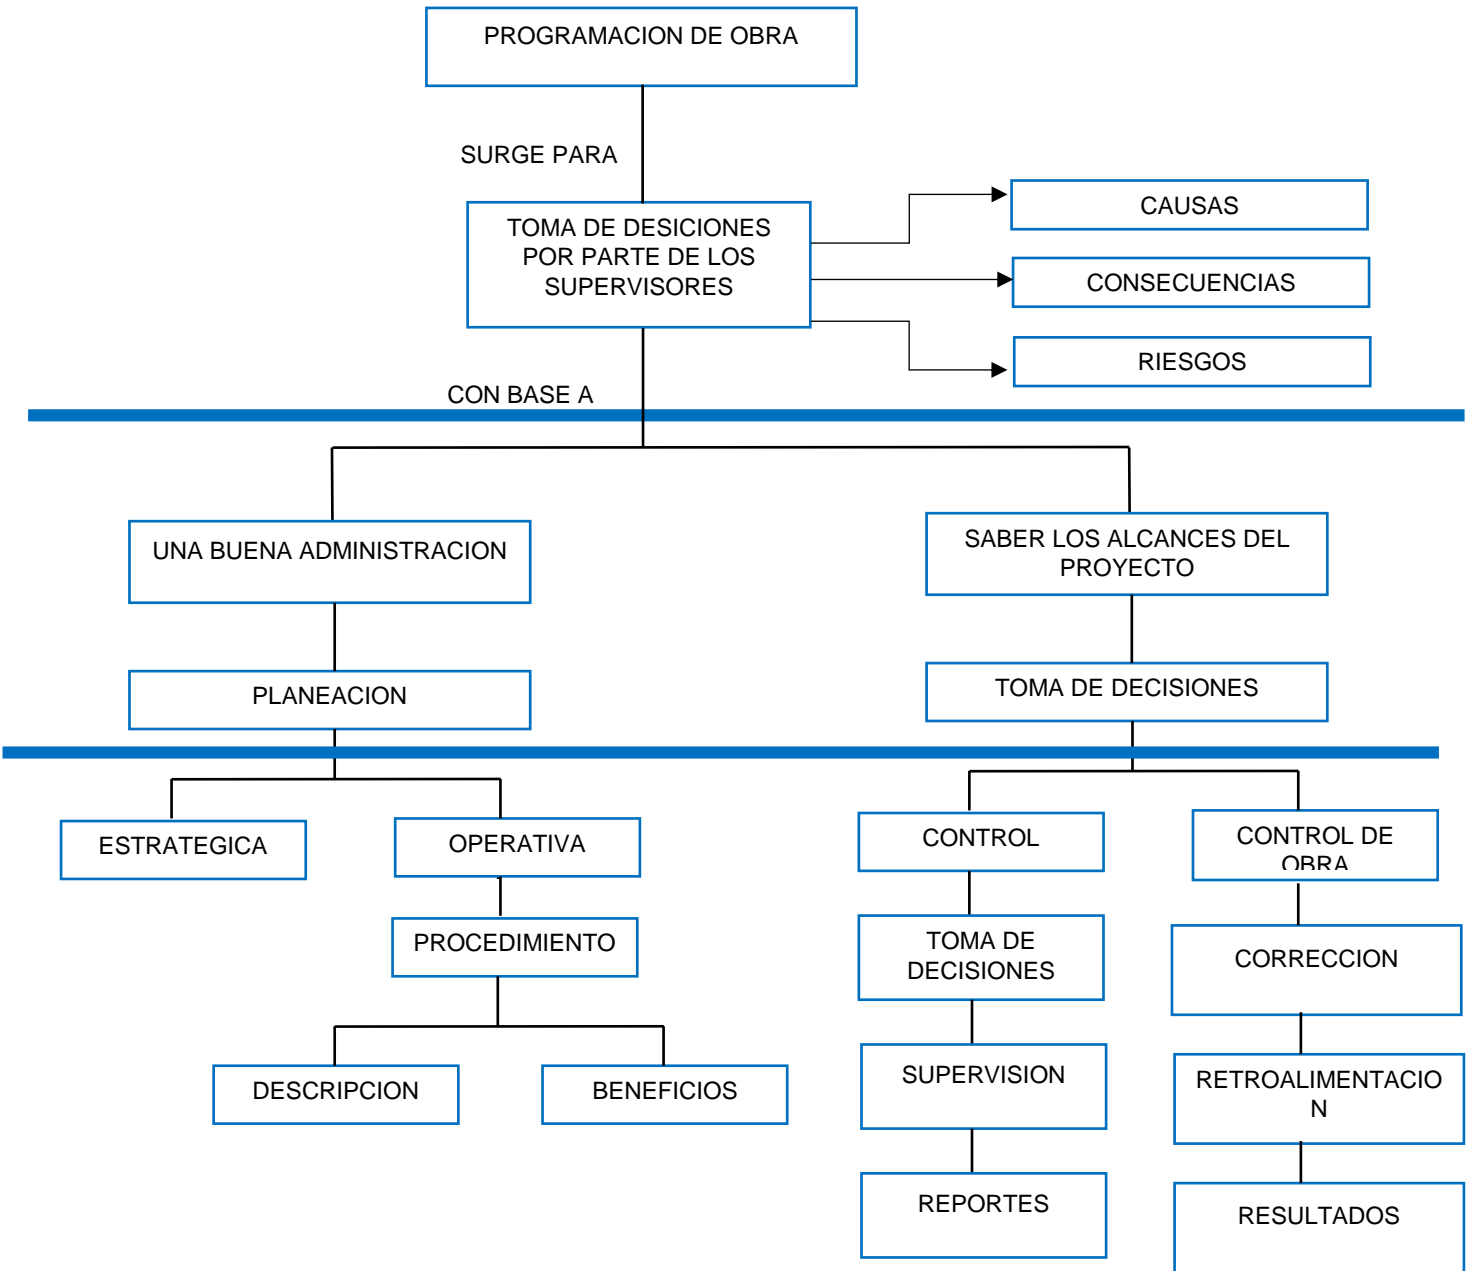 PROGRAMACION DE OBRA
SURGE PARA
TOMA DE DESICIONES
POR PARTE DE LOS
SUPERVISORES
CAUSAS
CONSECUENCIAS
RIESGOS
CON BASE A
UNA BUENA ADMINISTRACION
SABER LOS ALCANCES DEL
PROYECTO
PLANEACION
TOMA DE DECISIONES
ESTRATEGICA
OPERATIVA
CONTROL
CONTROL DE
OBRA
PROCEDIMIENTO
TOMA DE
DECISIONES
CORRECCION
DESCRIPCION
BENEFICIOS
SUPERVISION
RETROALIMENTACIO
N
REPORTES
RESULTADOS